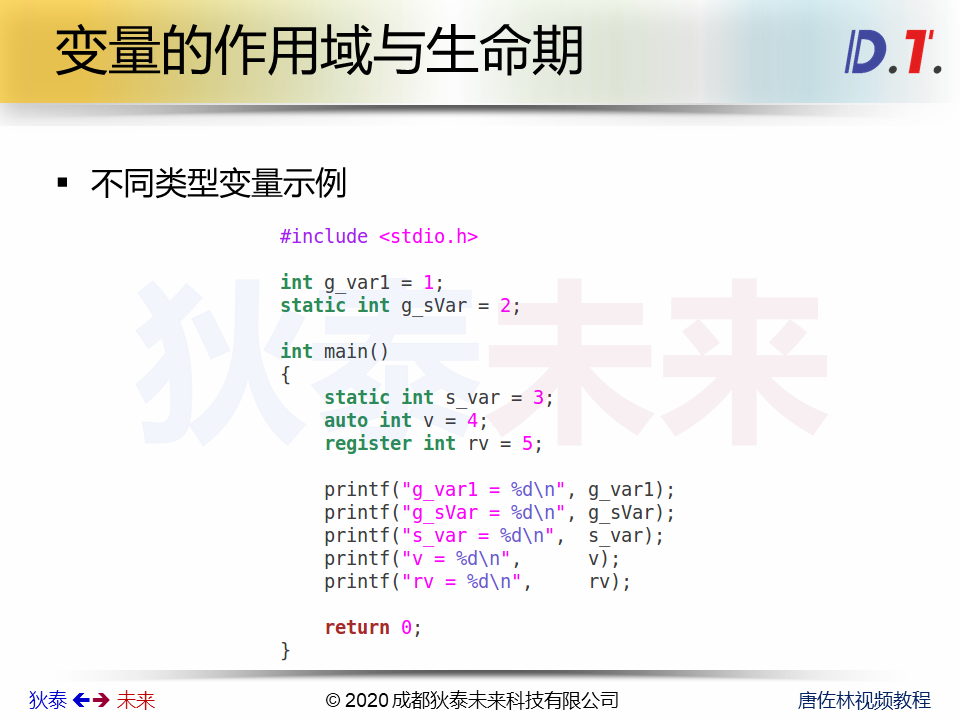 变量的作用域与生命期
D.T.
▪ 不同类型变量示例
#include <stdio.h>
int g_var1 = 1;
static int g_sVar = 2;
int main()
{
    static int s_var = 3;
    auto int v = 4;
    register int rv = 5;
    printf("g_var1 = %d\n", g_var1);
    printf("g_sVar = %d\n", g_sVar);
    printf("s_var = %d\n",  s_var);
    printf("v = %d\n",      v);
    printf("rv = %d\n",     rv);
    return 0;
}
狄泰未来
狄泰 未来
© 2020 成都狄泰未来科技有限公司
唐佐林视频教程